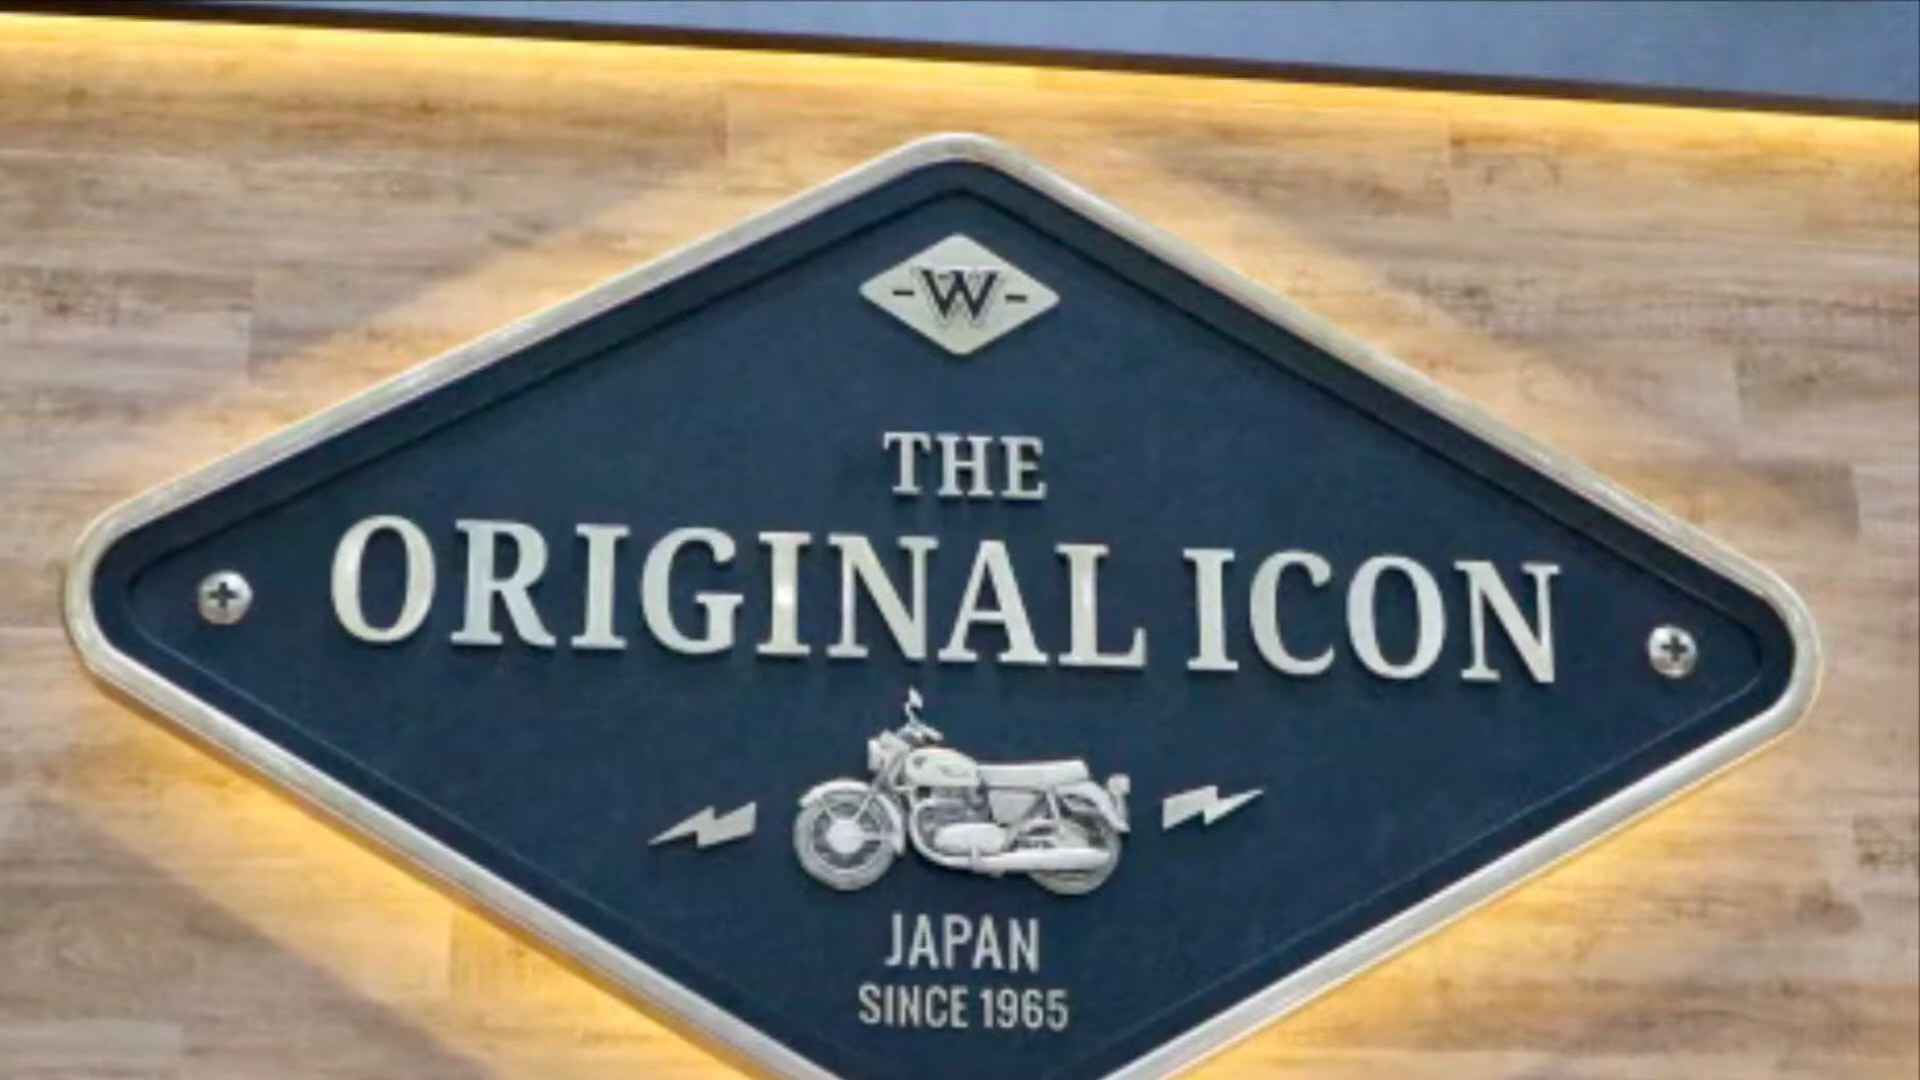 -W-
THE
ORIGINAL ICON
JAPAN
SINCE 1965